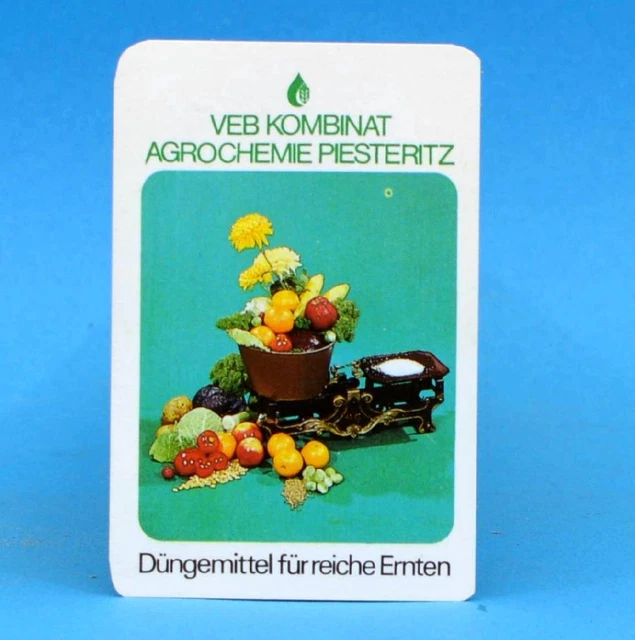 VEB KOMBINAT
AGROCHEMIE PIESTERITZ
Düngemittel für reiche Ernten